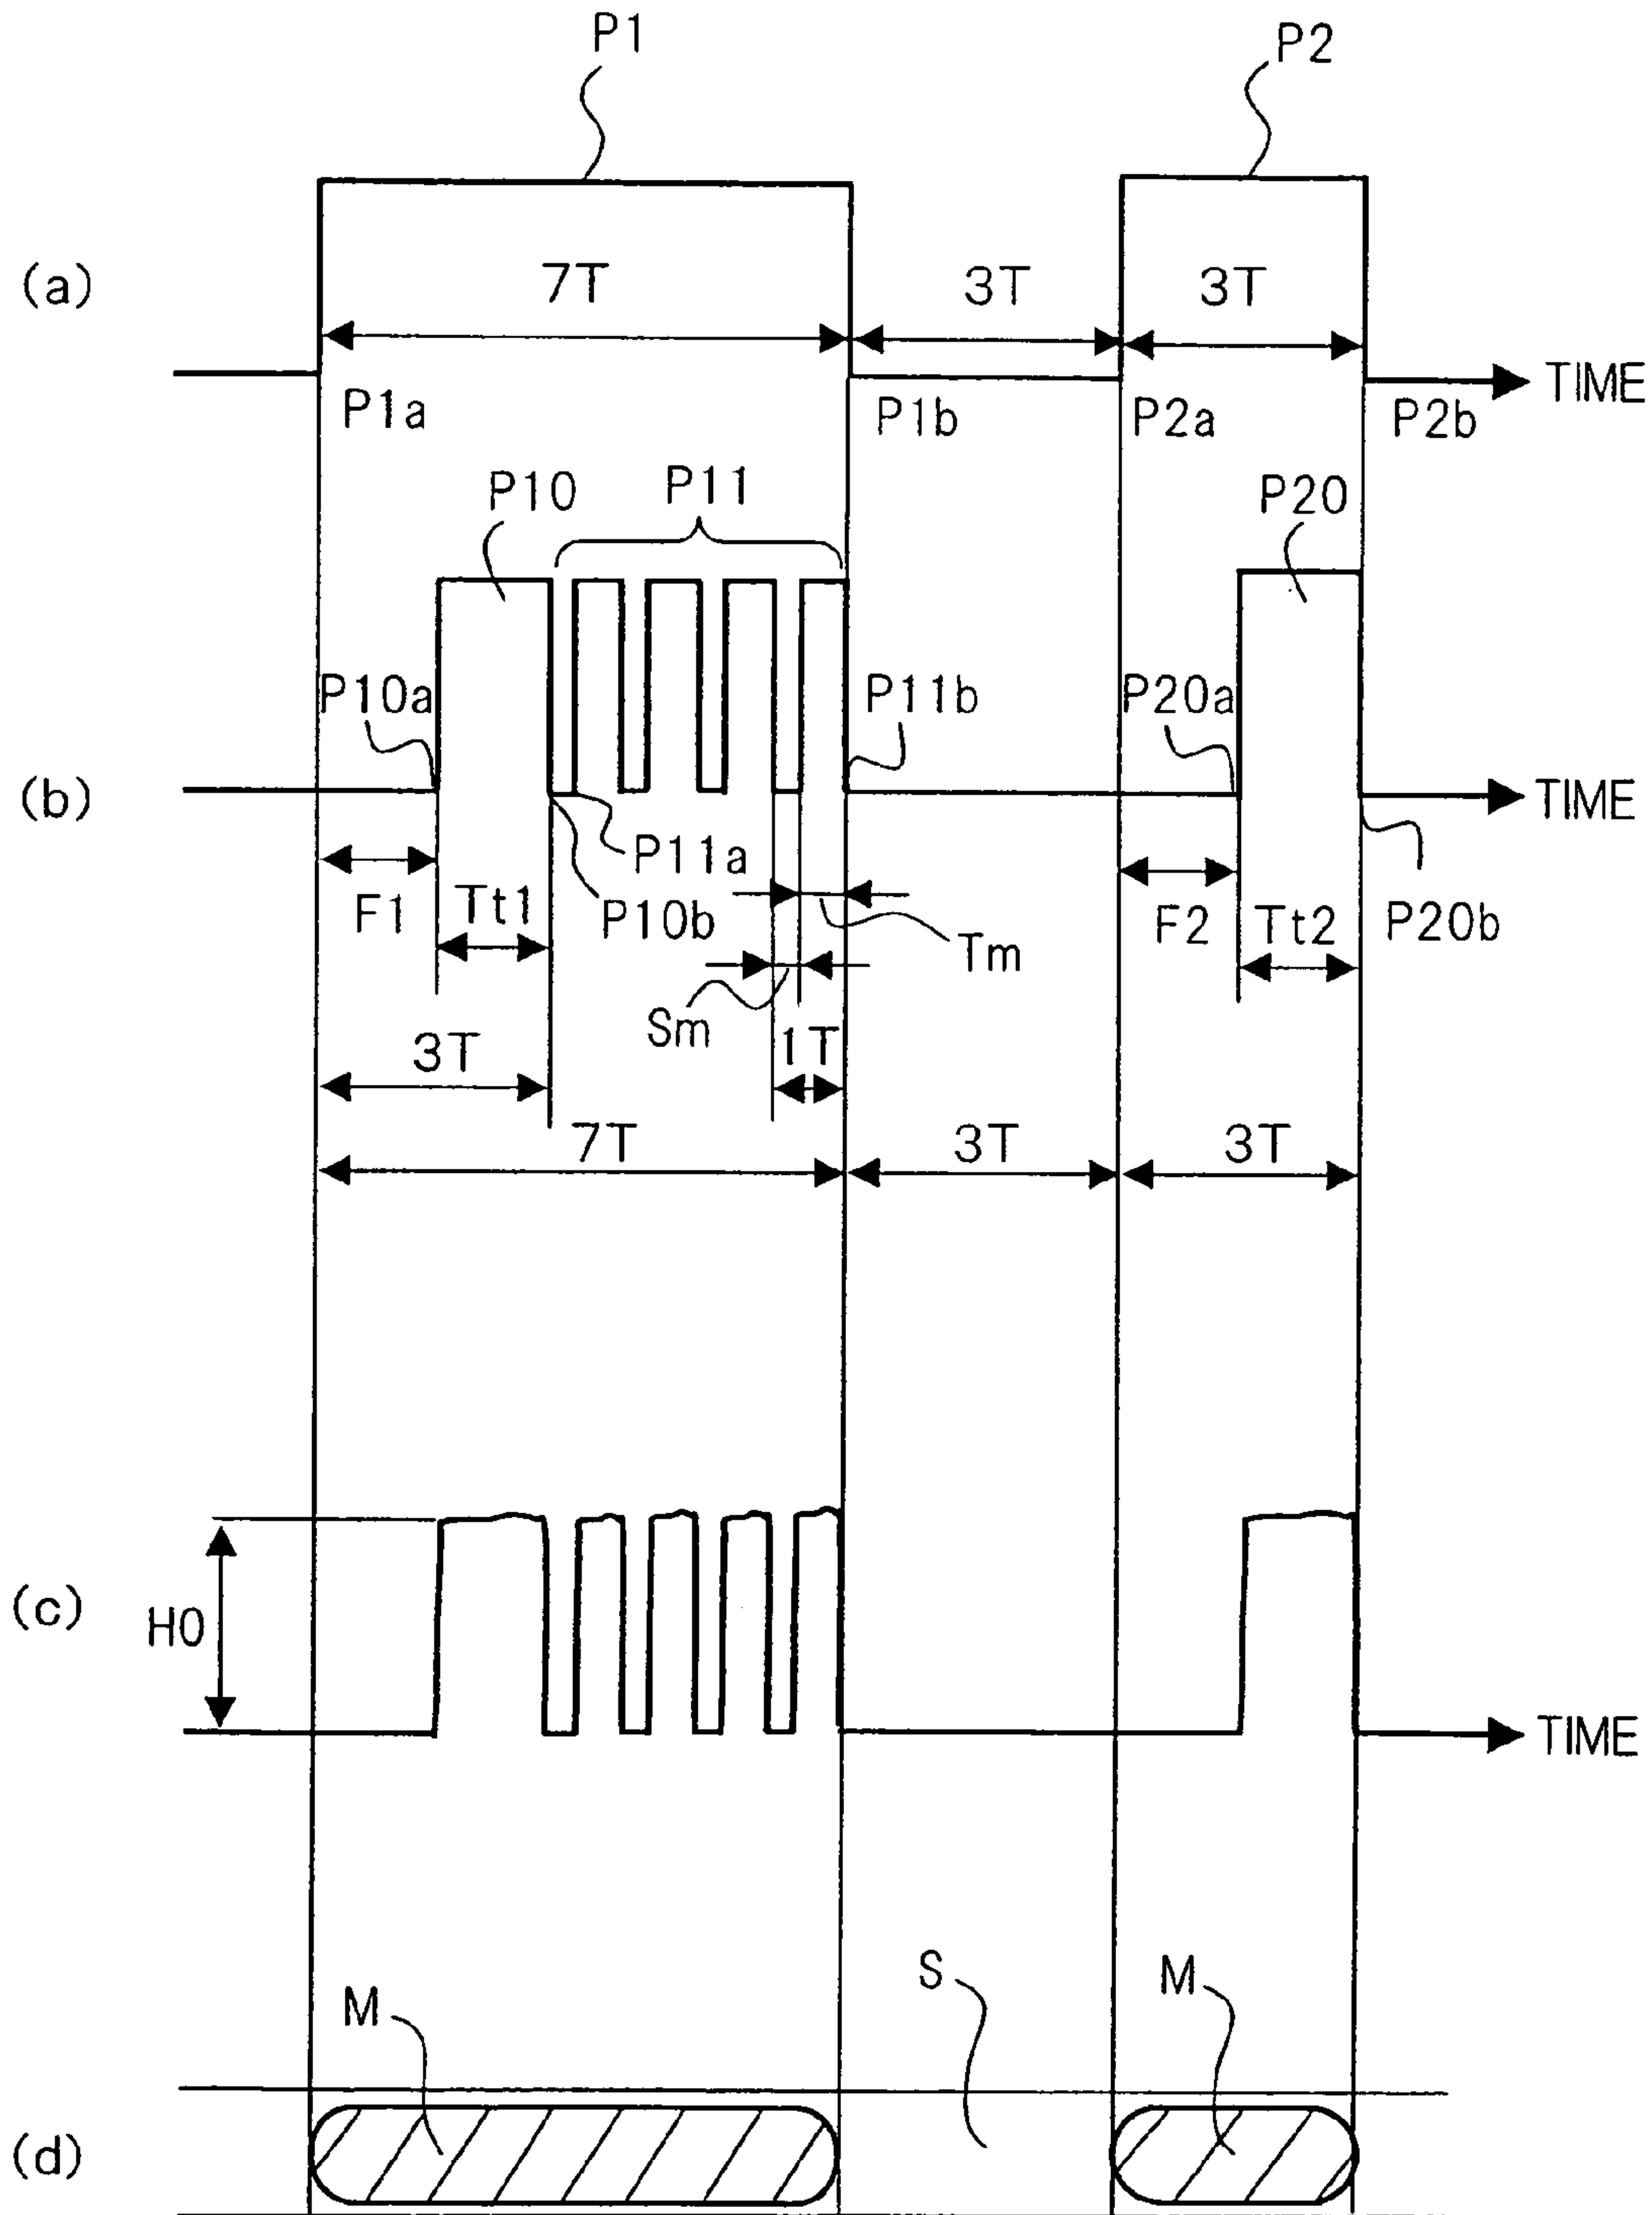 P1
P2
(a)
7T
3T
3T
TIME
P1a
P1b
P2a
P2b
P10
P11
P20
P10a
P11b
P20a
(b)
TIME
P11a
F1
Tt1
P10b
Tm
F2
Tt2
P20b
Sm
3T
1T
7T
3T
3T
(c)
H0
TIME
M
S
M
(d)